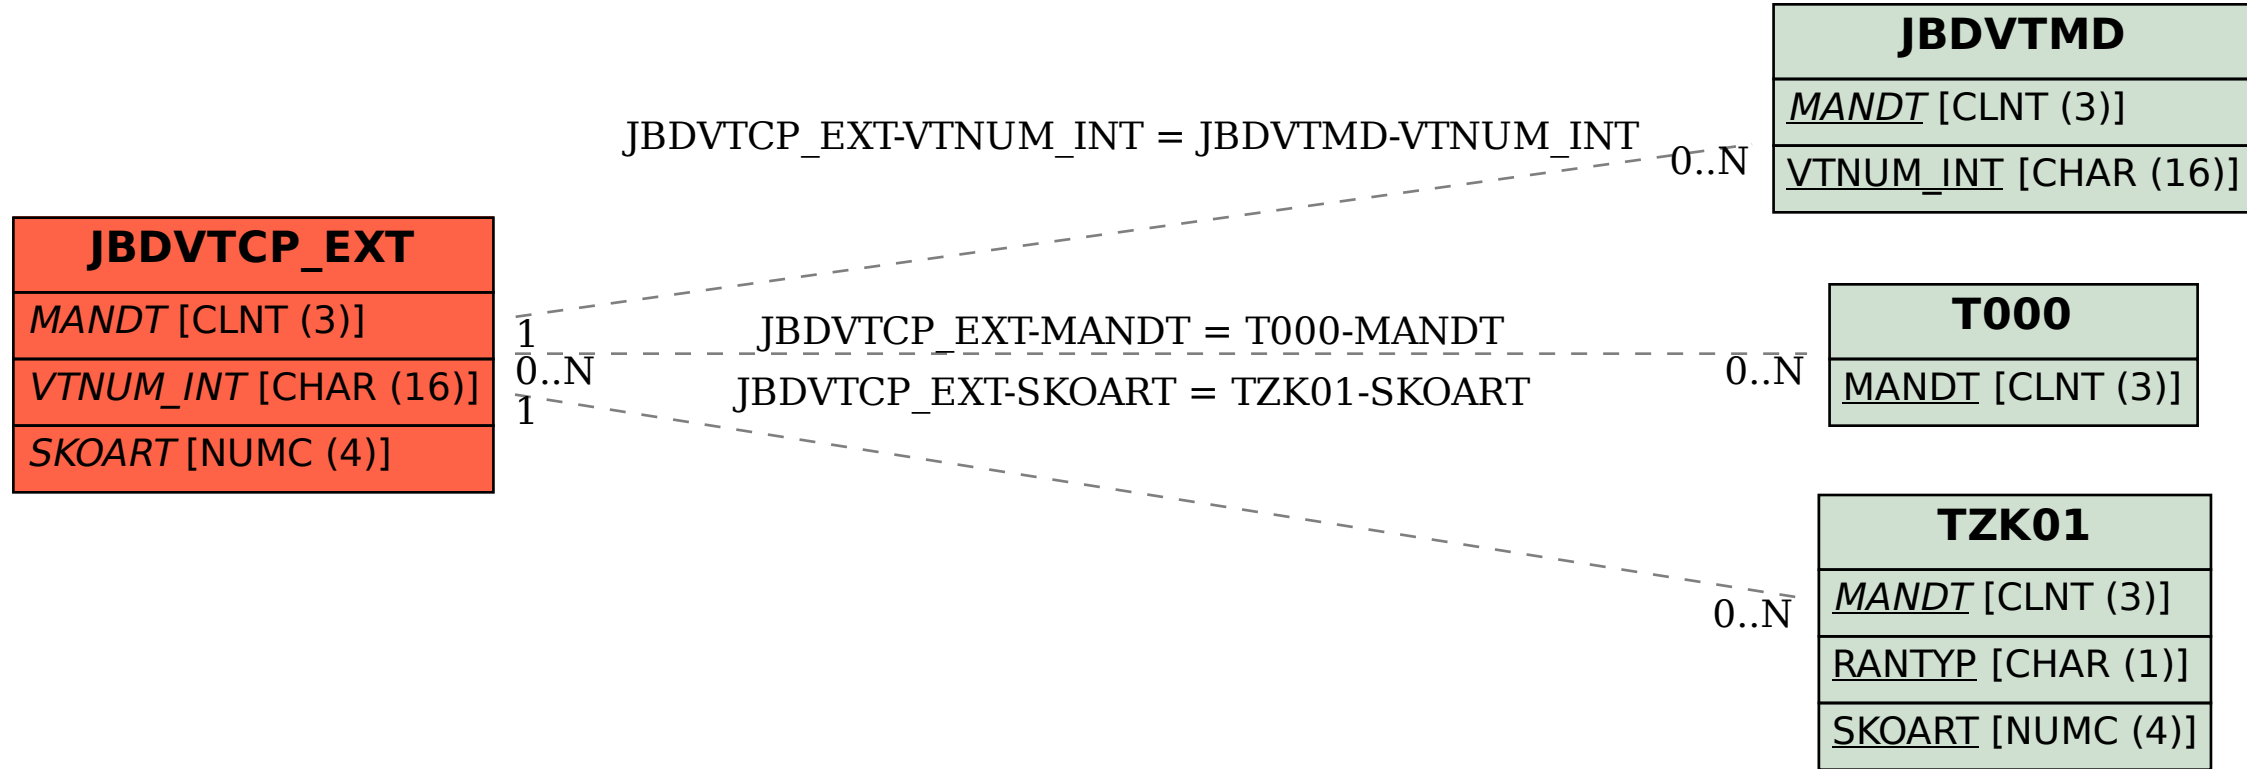 JBDVTMD
MANDT [CLNT (3)]
VTNUM_INT [CHAR (16)]
JBDVTCP_EXT-VTNUM_INT = JBDVTMD-VTNUM_INT
0..N
JBDVTCP_EXT
MANDT [CLNT (3)]
VTNUM_INT [CHAR (16)]
SKOART [NUMC (4)]
1
JBDVTCP_EXT-MANDT = T000-MANDT
0..N
0..N
JBDVTCP_EXT-SKOART = TZK01-SKOART
1
0..N
T000
MANDT [CLNT (3)]
TZK01
MANDT [CLNT (3)]
RANTYP [CHAR (1)]
SKOART [NUMC (4)]